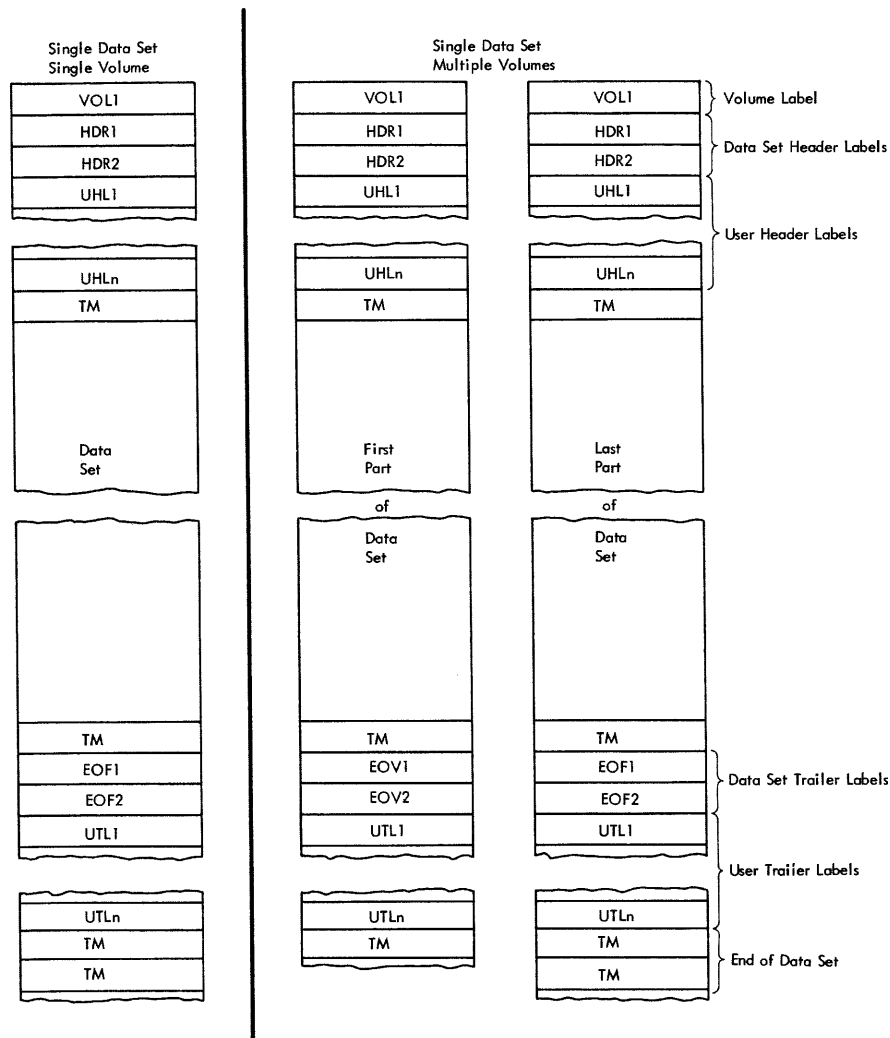 Single Data Set
Single Volume
VOL1
HDR1
HDR2
UHL1
UHLn
TM
Data
Set
TM
EOF1
EOF2
UTL1
UTLn
TM
TM
Single Data Set
Multiple Volumes
VOL1
HDR1
HDR2
UHL1
UHLn
TM
First
Part
of
Data
Set
TM
EOV1
EOV2
UTL1
UTLn
TM
VOL1
HDR1
HDR2
UHL1
UHLn
TM
Last
Part
of
Data
Set
TM
EOF1
EOF2
UTL1
UTLn
TM
TM
Volume Label
Data Set Header Labels
User Header Labels
Data Set Trailer Labels
User Trailer Labels
End of Data Set